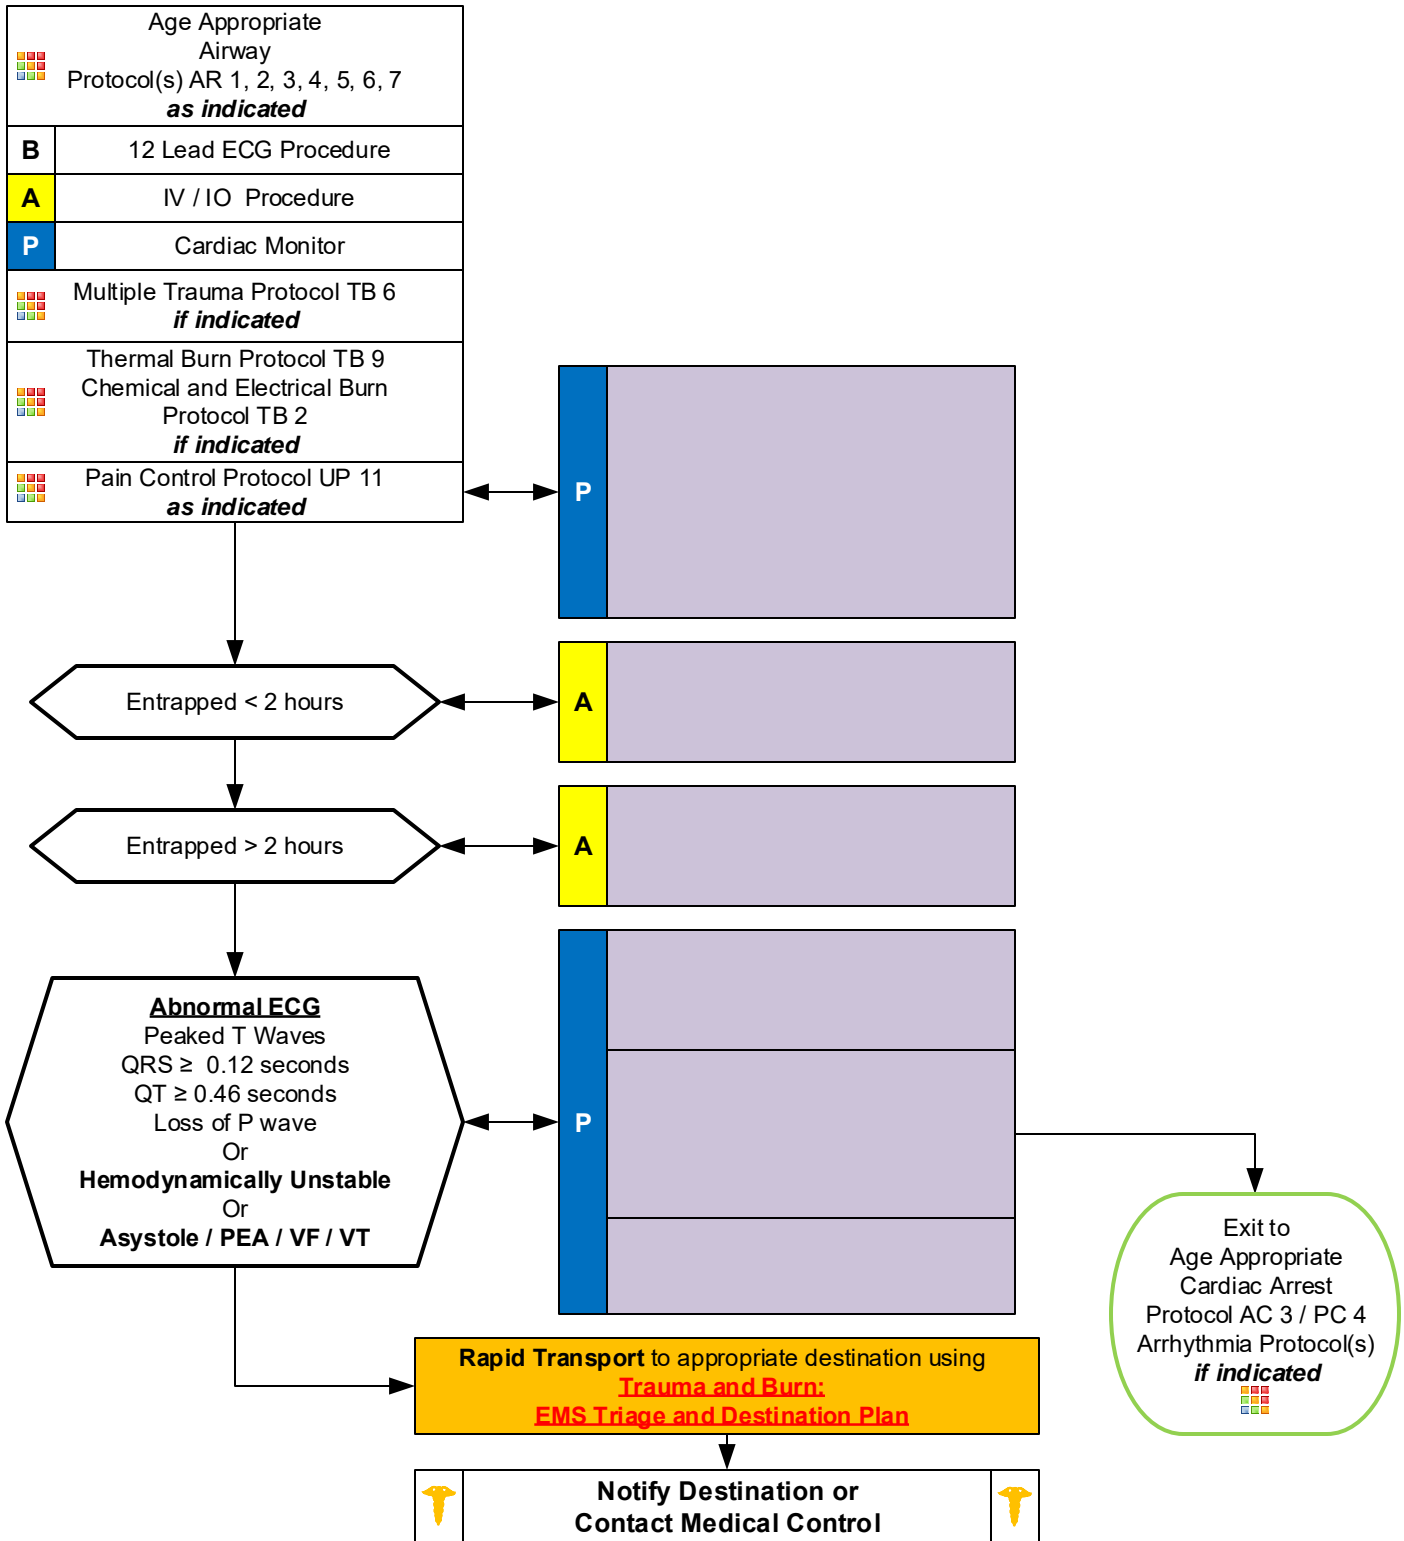 Age Appropriate
Airway
Protocol(s) AR 1, 2, 3, 4, 5, 6, 7
as indicated
B
12 Lead ECG Procedure
A
IV / IO Procedure
P
Cardiac Monitor
Multiple Trauma Protocol TB 6
if indicated
Thermal Burn Protocol TB 9
Chemical and Electrical Burn
Protocol TB 2
if indicated
Pain Control Protocol UP 11
as indicated
P
Entrapped < 2 hours
A
Entrapped > 2 hours
A
Abnormal ECG
Peaked T Waves
QRS ≥ 0.12 seconds
QT ≥ 0.46 seconds
Loss of P wave
Or
Hemodynamically Unstable
Or
Asystole / PEA / VF / VT
P
Exit to
Age Appropriate
Cardiac Arrest
Protocol AC 3 / PC 4
Arrhythmia Protocol(s)
if indicated
Rapid Transport to appropriate destination using
Trauma and Burn:
EMS Triage and Destination Plan
Notify Destination or
Contact Medical Control